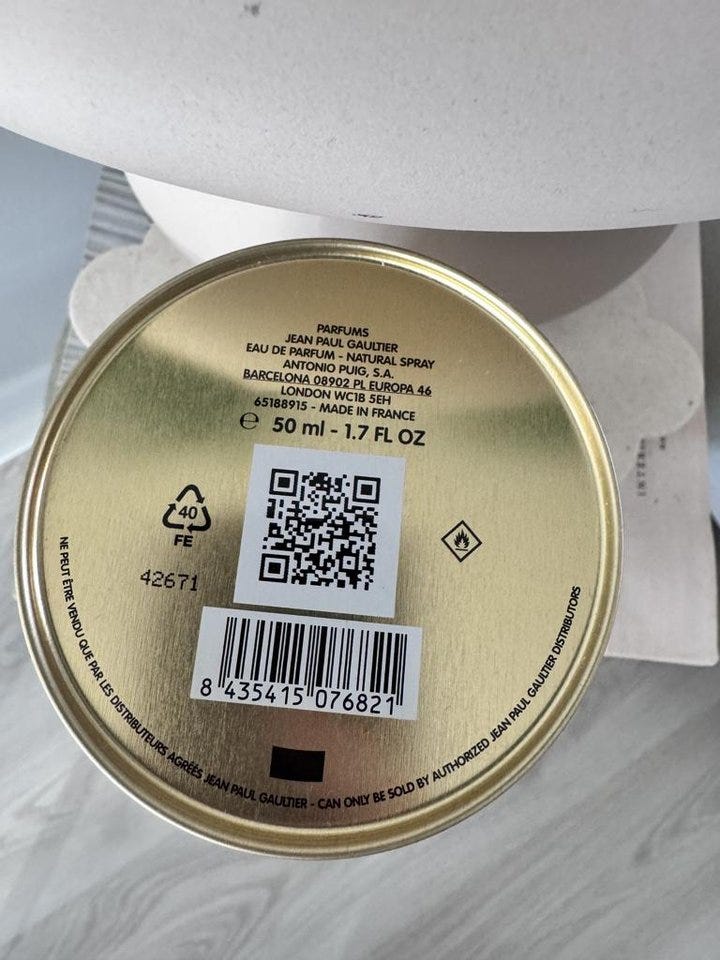 PARFUMS
JEAN PAUL GAULTIER
EAU DE PARFUM - NATURAL SPRAY
ANTONIO PUIG, S.A.
BARCELONA 08902 PL EUROPA 46
LONDON WC1B 5EH
65188915 - MADE IN FRANCE
e 50 ml - 1.7 FL OZ
40
FE
42671
8 435415 076821
NE PEUT ÊTRE VENDU QUE PAR LES DISTRIBUTEURS AGRÉÉS JEAN PAUL GAULTIER - CAN ONLY BE SOLD BY AUTHORIZED JEAN PAUL GAULTIER DISTRIBUTORS